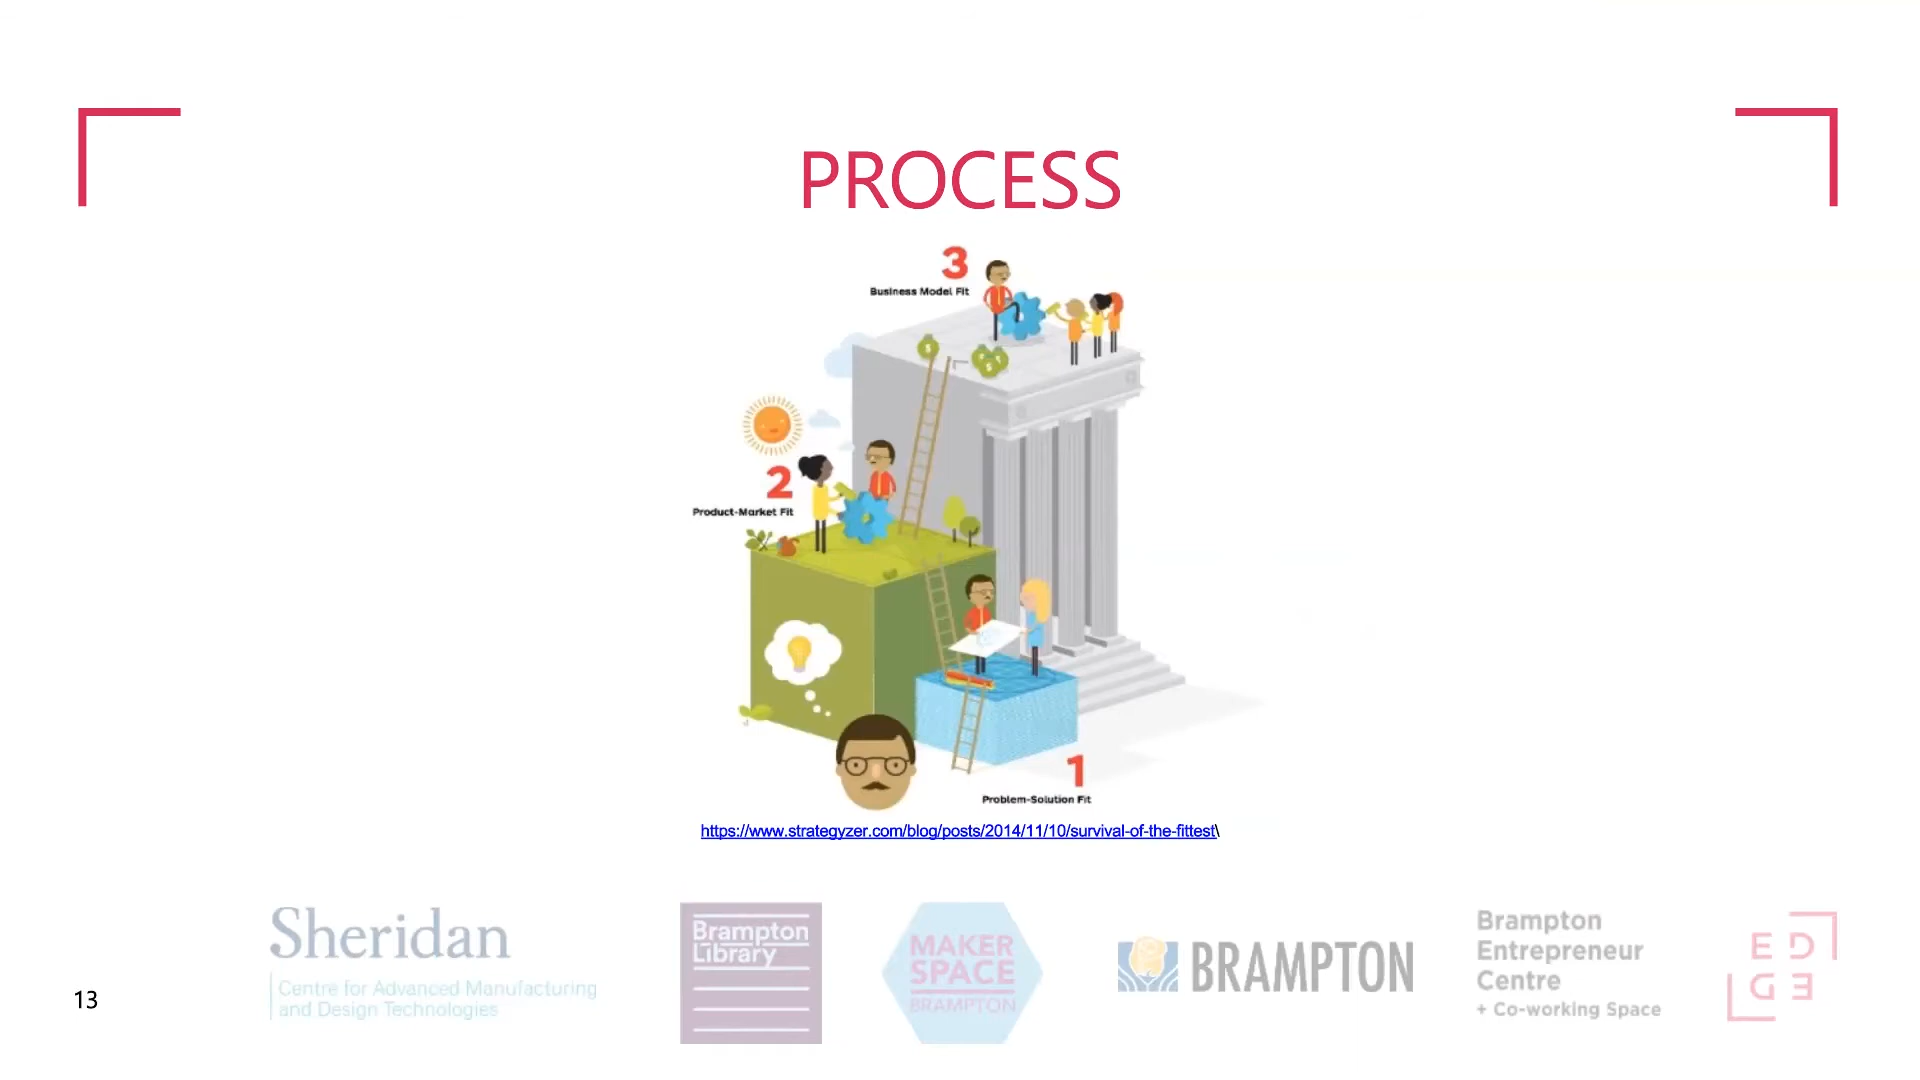 PROCESS
3
Business Model Fit
2
Product-Market Fit
1
Problem-Solution Fit
https://www.strategyzer.com/blog/posts/2014/11/10/survival-of-the-fittest\
13
Sheridan
Centre for Advanced Manufacturing
and Design Technologies
Brampton
Library
MAKER
SPACE
BRAMPTON
BRAMPTON
Brampton
Entrepreneur
Centre
+ Co-working Space
ED
GE